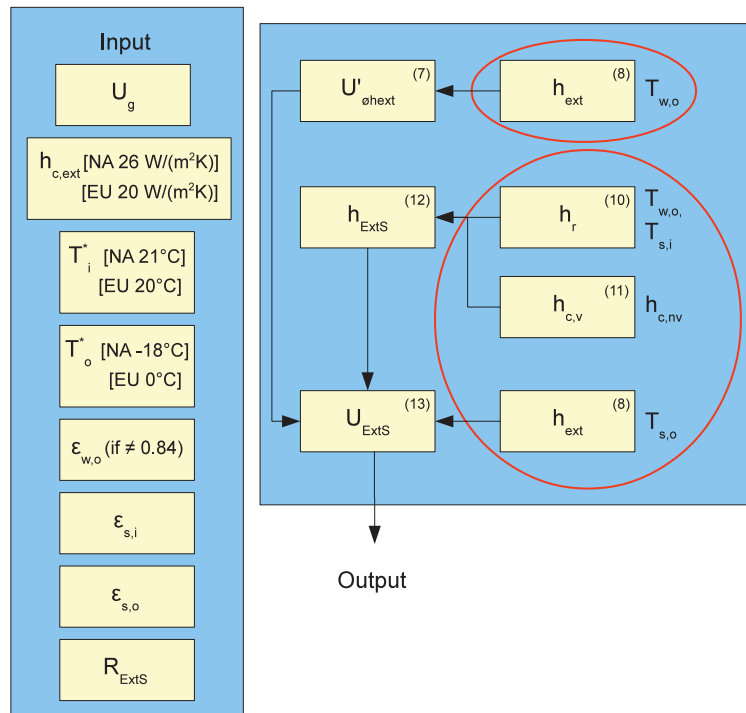 Input
U_g
h_c,ext [NA 26 W/(m²K)]
[EU 20 W/(m²K)]
T*_i [NA 21°C]
[EU 20°C]
T*_o [NA -18°C]
[EU 0°C]
ε_w,o (if ≠ 0.84)
ε_s,i
ε_s,o
R_ExtS
U'_øhext (7)
h_ext (8) T_w,o
h_ExtS (12)
h_r (10) T_w,o,
T_s,i
h_c,v (11) h_c,nv
U_ExtS (13)
h_ext (8) T_s,o
Output